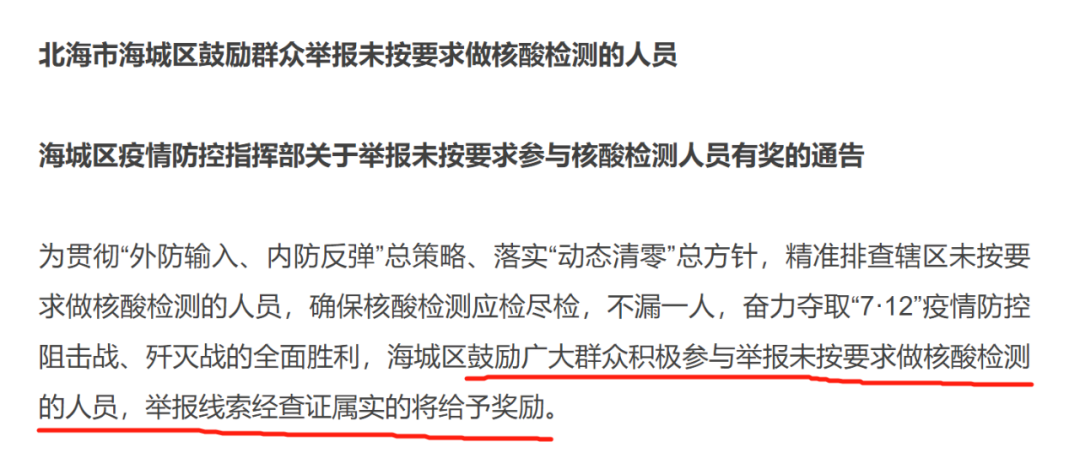 北海市海城区鼓励群众举报未按要求做核酸检测的人员
海城区疫情防控指挥部关于举报未按要求参与核酸检测人员有奖的通告
为贯彻“外防输入、内防反弹”总策略、落实“动态清零”总方针，精准排查辖区未按要
求做核酸检测的人员，确保核酸检测应检尽检，不漏一人，奋力夺取“7·12”疫情防控
阻击战、歼灭战的全面胜利，海城区鼓励广大群众积极参与举报未按要求做核酸检测
的人员，举报线索经查证属实的将给予奖励。